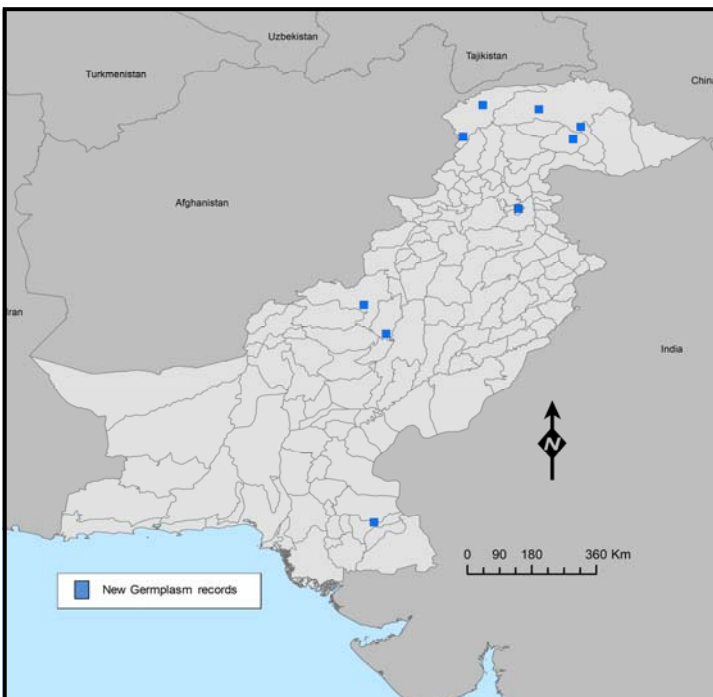 Uzbekistan
Tajikistan
Turkmenistan
China
Afghanistan
Iran
India
N
0 90 180 360 Km
New Germplasm records